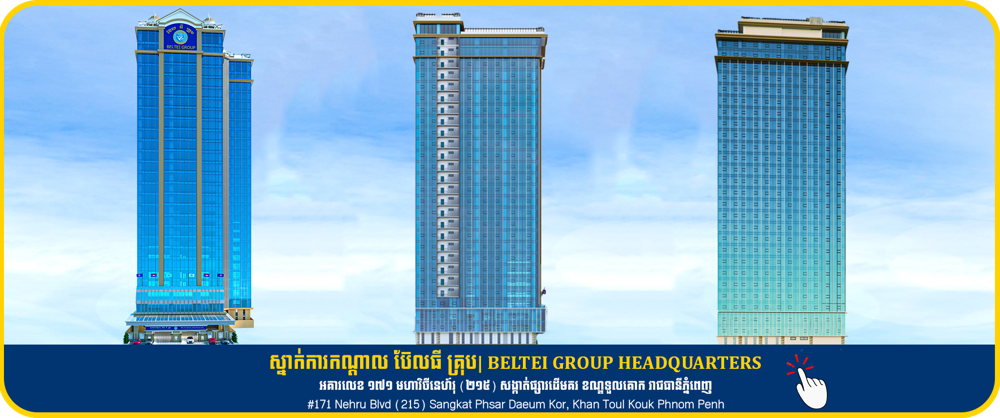 BELTEI GROUP
ស្នាក់ការកណ្តាល ប៊ែលធី គ្រុប| BELTEI GROUP HEADQUARTERS
អគារលេខ ១៧១ មហាវិថីនេហ៍រុ (២១៥) សង្កាត់ផ្សារដើមគរ ខណ្ឌទួលគោក រាជធានីភ្នំពេញ
#171 Nehru Blvd (215) Sangkat Phsar Daeum Kor, Khan Toul Kouk Phnom Penh